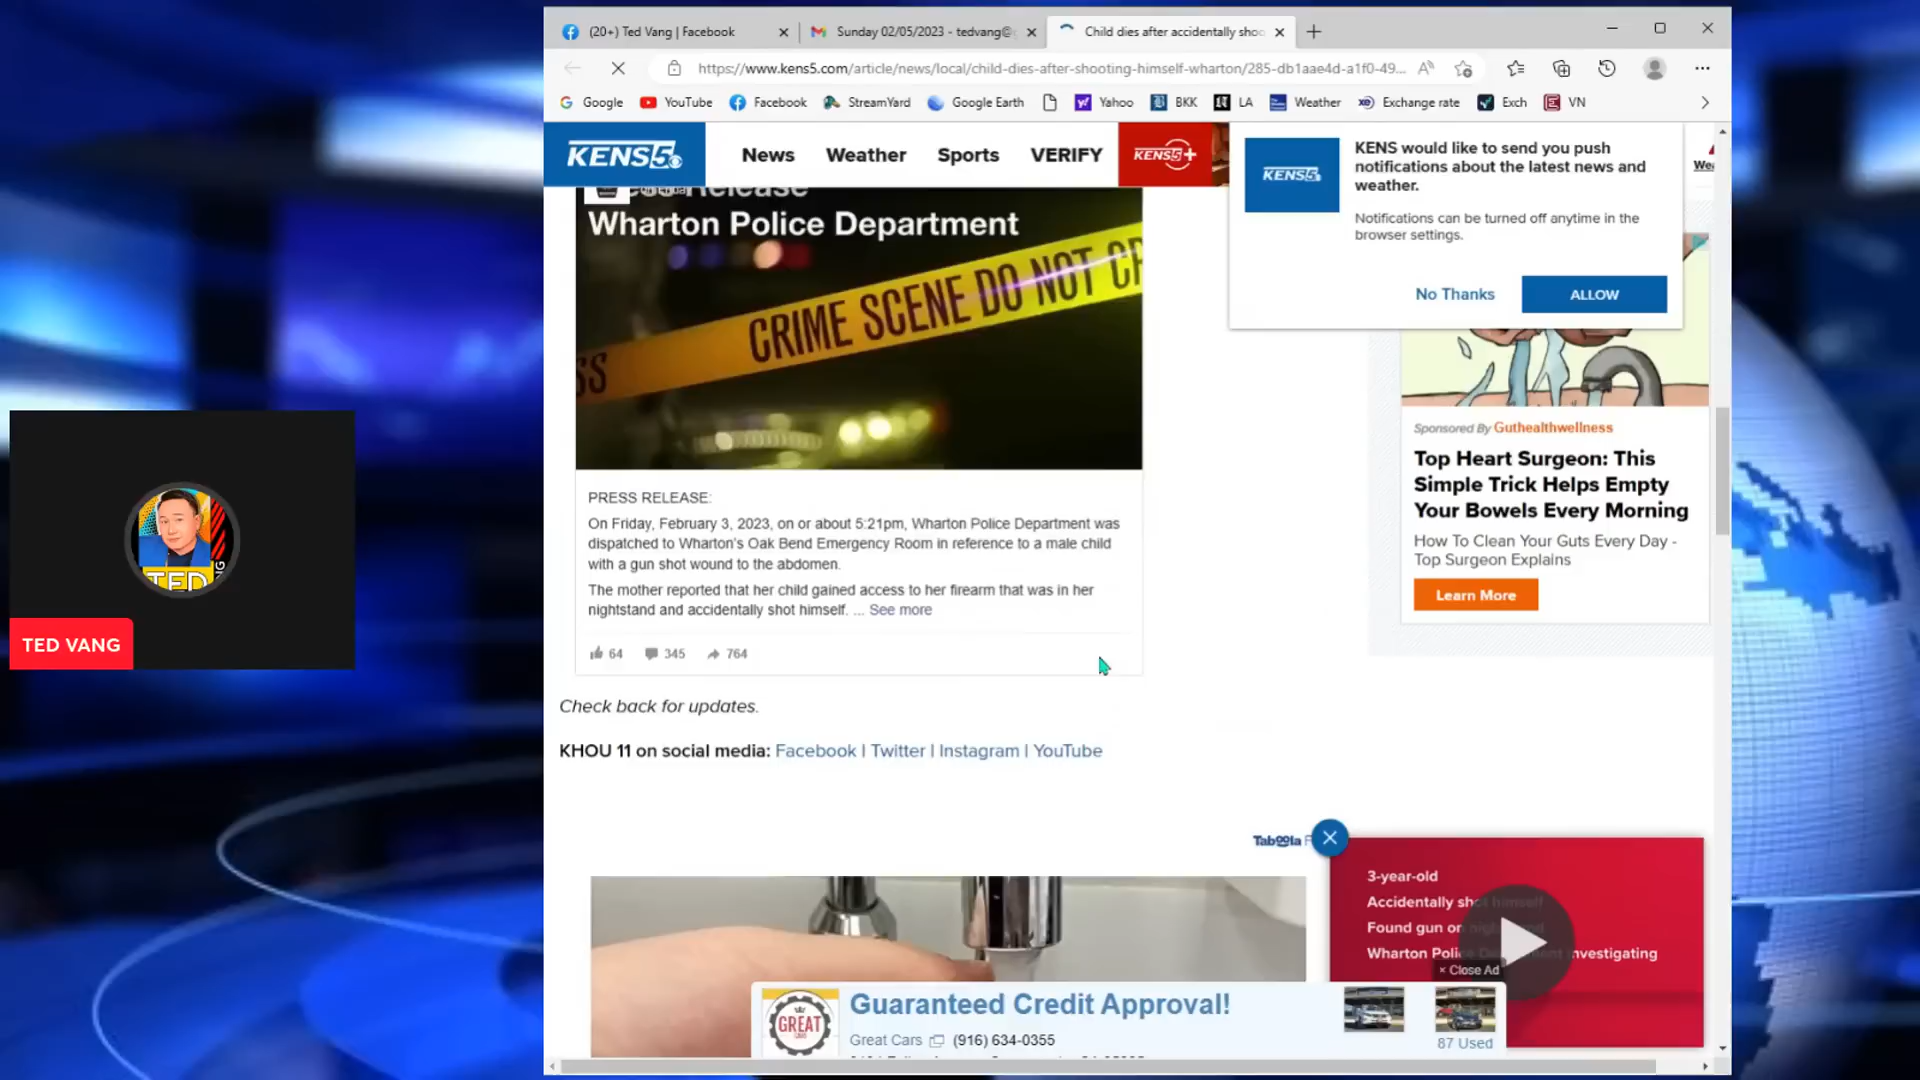 (20+) Ted Vang | Facebook
Sunday 02/05/2023 - tedvang@
Child dies after accidentally shoo
https://www.kens5.com/article/news/local/child-dies-after-shooting-himself-wharton/285-db1aae4d-a1f0-49...
Google YouTube Facebook StreamYard Google Earth Yahoo BKK LA Weather Exchange rate Exch VN
KENS5
News Weather Sports VERIFY KENS5+
KENS5
KENS would like to send you push
notifications about the latest news and
weather.
Notifications can be turned off anytime in the
browser settings.
No Thanks ALLOW
Release
Wharton Police Department
CRIME SCENE DO NOT
PRESS RELEASE:
On Friday, February 3, 2023, on or about 5:21pm, Wharton Police Department was
dispatched to Wharton's Oak Bend Emergency Room in reference to a male child
with a gun shot wound to the abdomen.
The mother reported that her child gained access to her firearm that was in her
nightstand and accidentally shot himself. ... See more
64 345 764
Check back for updates.
KHOU 11 on social media: Facebook | Twitter | Instagram | YouTube
Sponsored By Guthealthwellness
Top Heart Surgeon: This
Simple Trick Helps Empty
Your Bowels Every Morning
How To Clean Your Guts Every Day -
Top Surgeon Explains
Learn More
TED
TED VANG
Taboola
3-year-old
Accidentally shot himself
Found gun on
Wharton Police investigating
× Close Ad
GREAT
Guaranteed Credit Approval!
Great Cars (916) 634-0355
87 Used